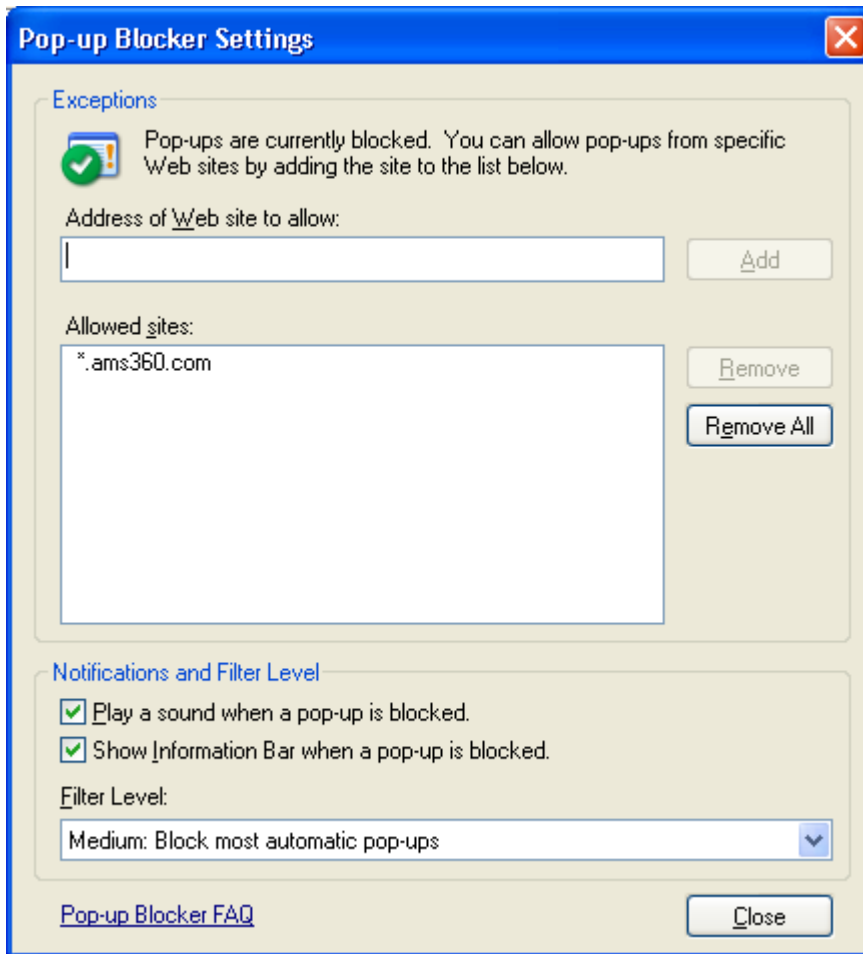 Pop-up Blocker Settings
Exceptions
Pop-ups are currently blocked. You can allow pop-ups from specific
Web sites by adding the site to the list below.
Address of Web site to allow:
Add
Allowed sites:
*.ams360.com
Remove
Remove All
Notifications and Filter Level
Play a sound when a pop-up is blocked.
Show Information Bar when a pop-up is blocked.
Filter Level:
Medium: Block most automatic pop-ups
Pop-up Blocker FAQ
Close